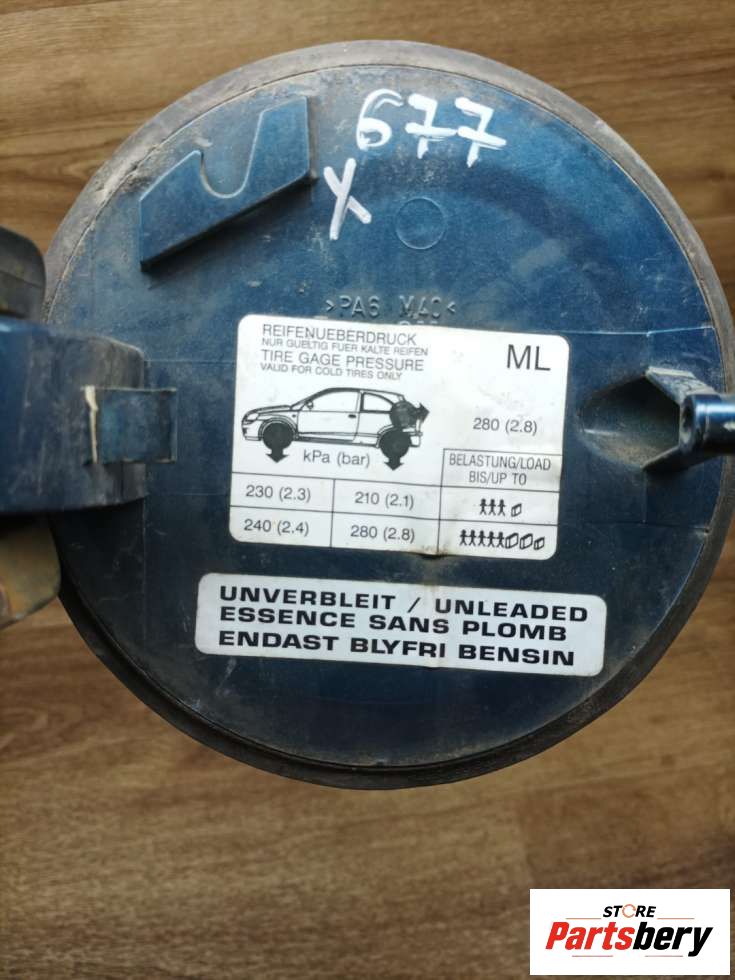 677
X
>PA6 M40<
REIFENUEBERDRUCK
NUR GUELTIG FUER KALTE REIFEN
TIRE GAGE PRESSURE
VALID FOR COLD TIRES ONLY
ML
280 (2.8)
kPa (bar)
BELASTUNG/LOAD
BIS/UP TO
230 (2.3) 210 (2.1)
240 (2.4) 280 (2.8)
UNVERBLEIT / UNLEADED
ESSENCE SANS PLOMB
ENDAST BLYFRI BENSIN
STORE
Partsbery